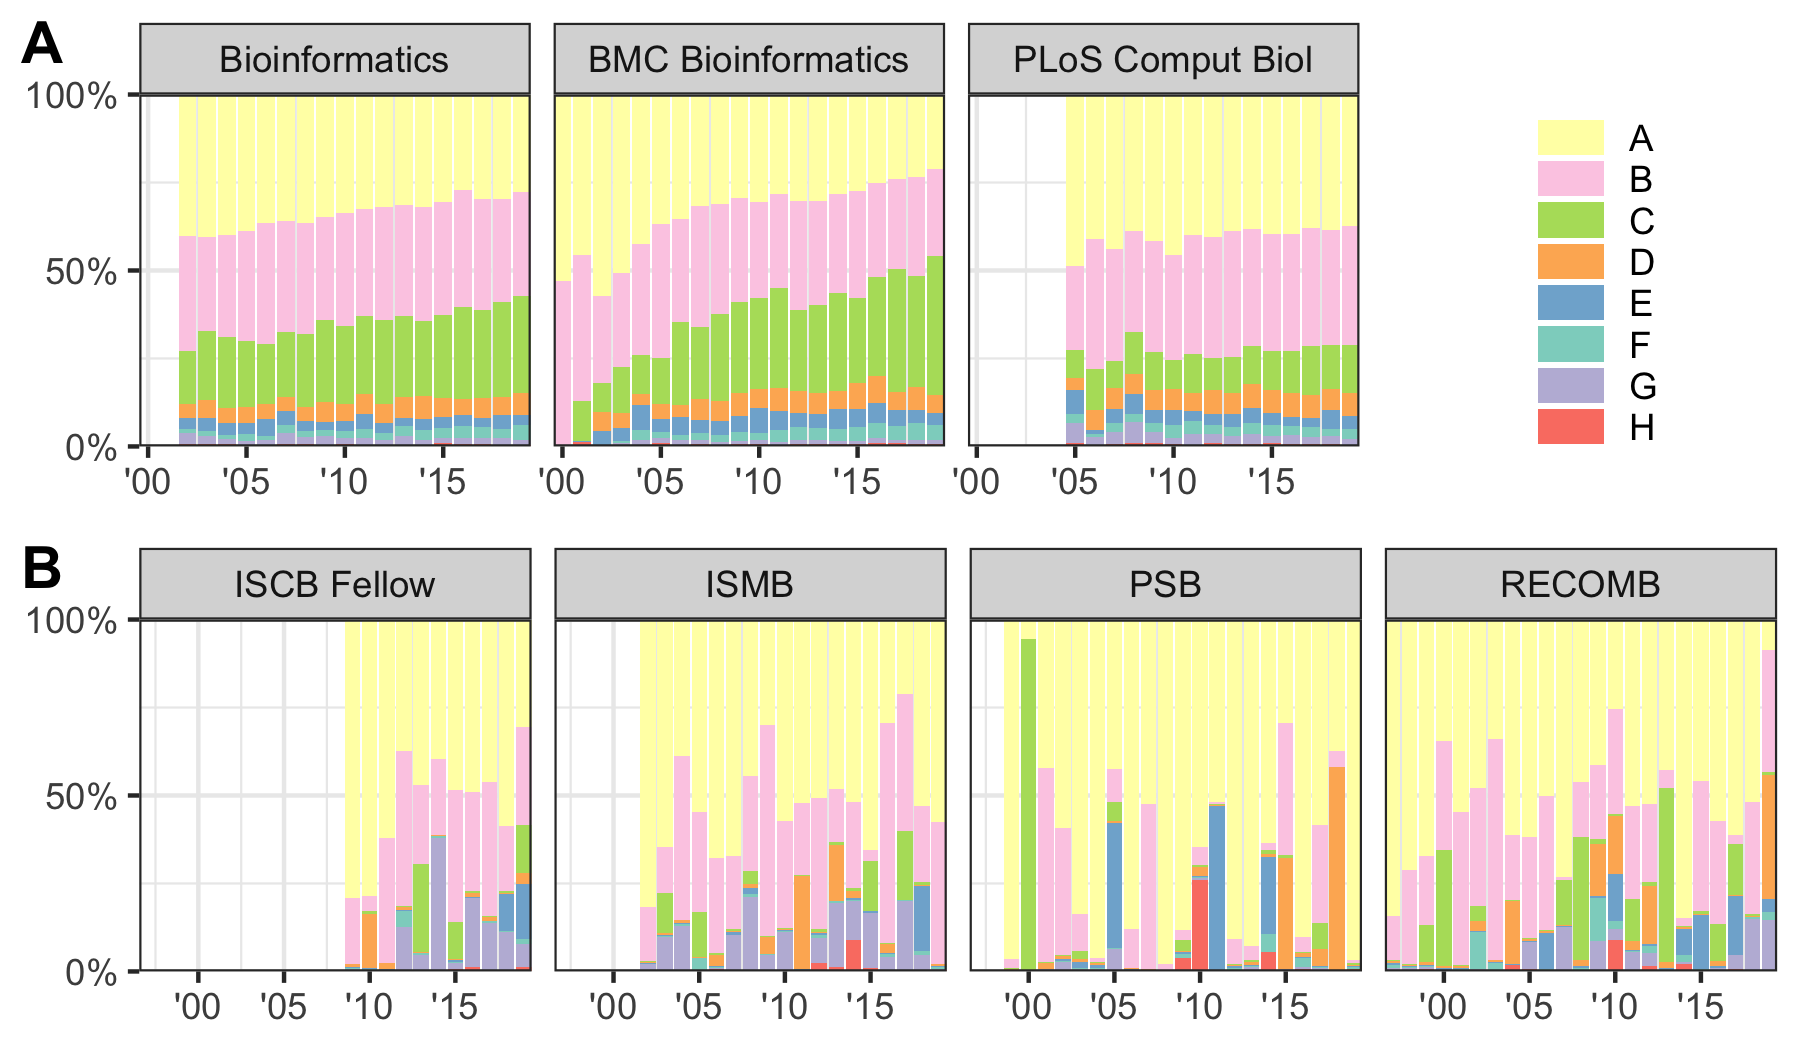 A
Bioinformatics
BMC Bioinformatics
PLoS Comput Biol
100%
50%
0%
'00 '05 '10 '15
'00 '05 '10 '15
'00 '05 '10 '15
A
B
C
D
E
F
G
H
B
ISCB Fellow
ISMB
PSB
RECOMB
100%
50%
0%
'00 '05 '10 '15
'00 '05 '10 '15
'00 '05 '10 '15
'00 '05 '10 '15